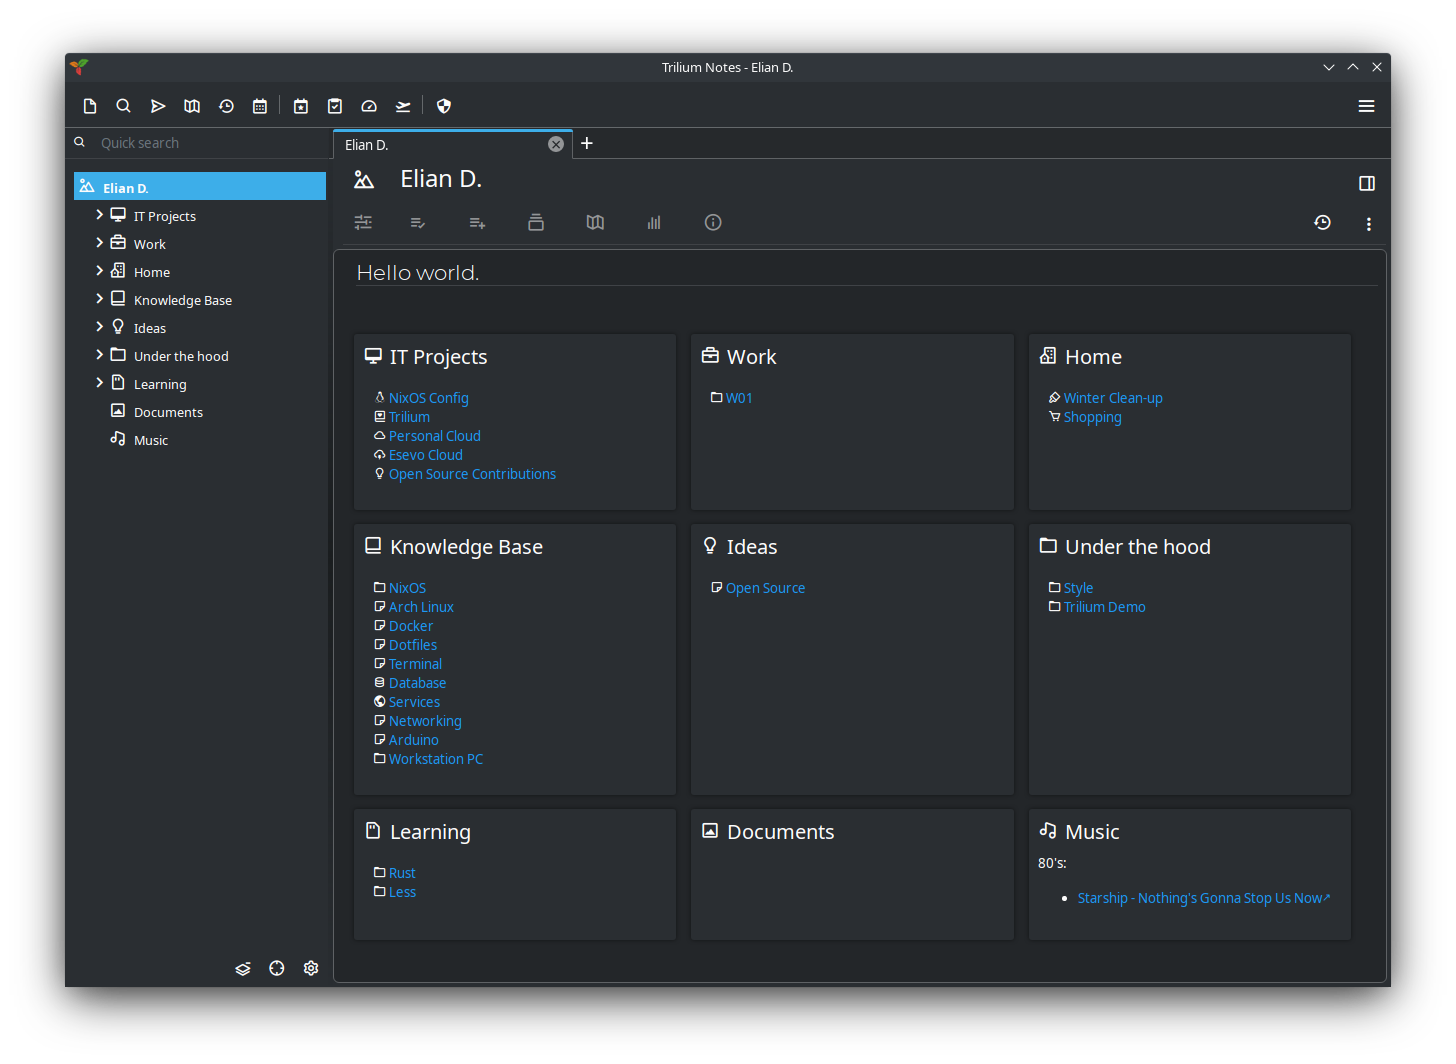 Trilium Notes - Elian D.
Quick search
Elian D.
IT Projects
Work
Home
Knowledge Base
Ideas
Under the hood
Learning
Documents
Music
Elian D.
Elian D.
Hello world.
IT Projects
NixOS Config
Trilium
Personal Cloud
Esevo Cloud
Open Source Contributions
Work
W01
Home
Winter Clean-up
Shopping
Knowledge Base
NixOS
Arch Linux
Docker
Dotfiles
Terminal
Database
Services
Networking
Arduino
Workstation PC
Ideas
Open Source
Under the hood
Style
Trilium Demo
Learning
Rust
Less
Documents
Music
80's:
Starship - Nothing's Gonna Stop Us Now